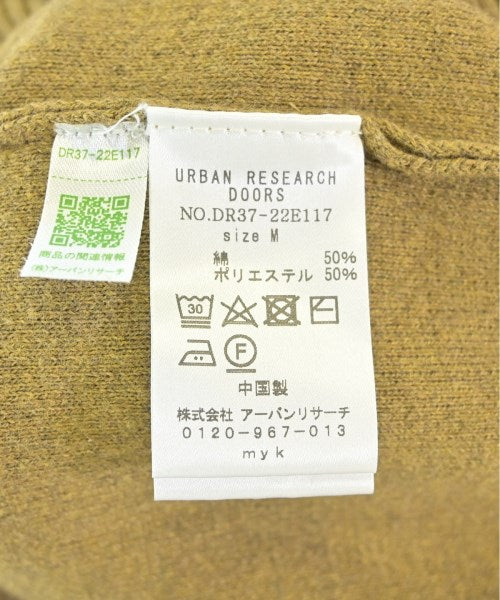 DR37-22E117
商品の関連情報
(株)アーバンリサーチ
URBAN RESEARCH
DOORS
NO.DR37-22E117
size M
綿 50%
ポリエステル 50%
30
F
中国製
株式会社 アーバンリサーチ
0120-967-013
myk